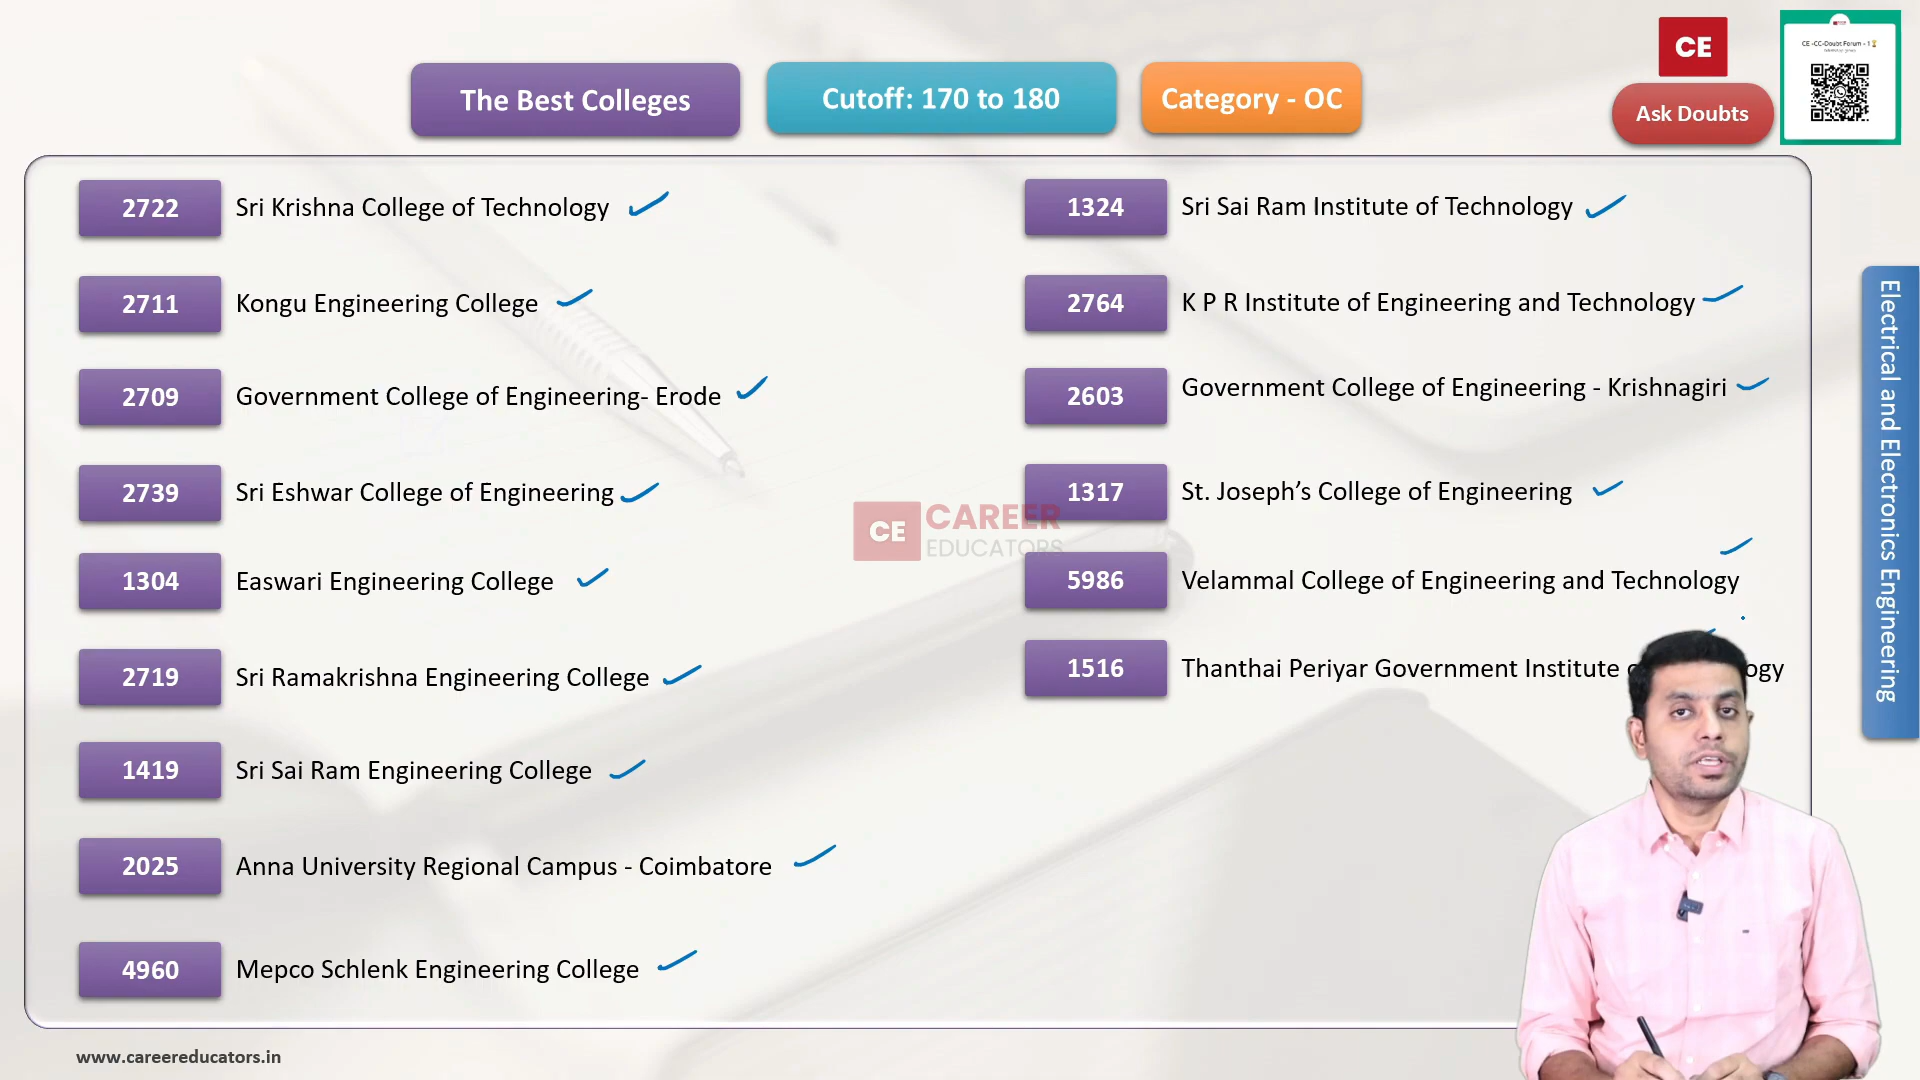 The Best Colleges
Cutoff: 170 to 180
Category - OC
CE
Ask Doubts
CE -CC-Doubt Forum - 1
2722 Sri Krishna College of Technology
2711 Kongu Engineering College
2709 Government College of Engineering- Erode
2739 Sri Eshwar College of Engineering
1304 Easwari Engineering College
2719 Sri Ramakrishna Engineering College
1419 Sri Sai Ram Engineering College
2025 Anna University Regional Campus - Coimbatore
4960 Mepco Schlenk Engineering College
1324 Sri Sai Ram Institute of Technology
2764 K P R Institute of Engineering and Technology
2603 Government College of Engineering - Krishnagiri
1317 St. Joseph’s College of Engineering
5986 Velammal College of Engineering and Technology
1516 Thanthai Periyar Government Institute
CE CAREER
EDUCATORS
Electrical and Electronics Engineering
www.careereducators.in